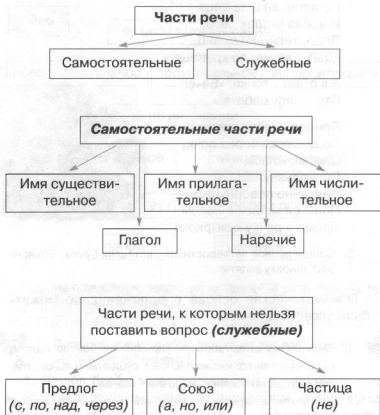 Части речи
Самостоятельные
Служебные
Самостоятельные части речи
Имя существи-
тельное
Имя прилага-
тельное
Имя числи-
тельное
Глагол
Наречие
Части речи, к которым нельзя
поставить вопрос (служебные)
Предлог
(с, по, над, через)
Союз
(а, но, или)
Частица
(не)